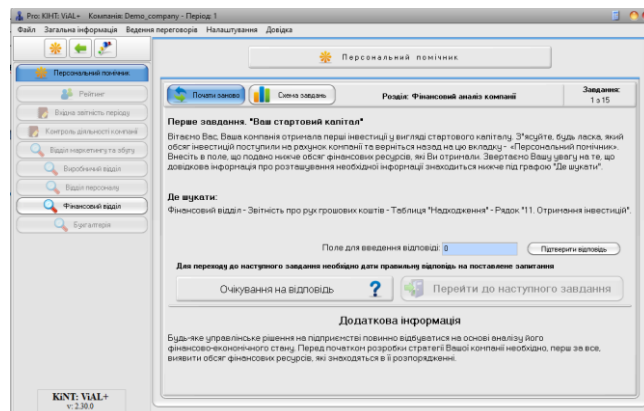 Pro: КІНТ: ViAL+ Компанія: Demo_company - Період: 1
Файл Загальна інформація Ведення переговорів Налаштування Довідка
Персональний помічник
Персональний помічник
Рейтинг
Вхідна звітність періоду
Контроль діяльності компанії
Відділ маркетингу та збуту
Виробничий відділ
Відділ персоналу
Фінансовий відділ
Бухгалтерія
Почати заново
Схема завдань
Розділ: Фінансовий аналіз компанії
Завдання:
1 з 15
Перше завдання. "Ваш стартовий капітал"
Вітаємо Вас, Ваша компанія отримала перші інвестиції у вигляді стартового капіталу. З"ясуйте, будь ласка, який
обсяг інвестицій поступили на рахунок компанії та верніться назад на цю вкладку - «Персональний помічник».
Внесіть в поле, що подано нижче обсяг фінансових ресурсів, які Ви отримали. Звертаємо Вашу увагу на те, що
довідкова інформація про розташування необхідної інформації знаходиться нижче під графою "Де шукати".
Де шукати:
Фінансовий відділ - Звітність про рух грошових коштів - Таблиця "Надходження" - Рядок "11. Отримання інвестицій".
Поле для введення відповіді: 0
Підтвердити відповідь
Для переходу до наступного завдання необхідно дати правильну відповідь на поставлене запитання
Очікування на відповідь ?
Перейти до наступного завдання
Додаткова інформація
Будь-яке управлінське рішення на підприємстві повинно відбуватися на основі аналізу його
фінансово-економічного стану. Перед початком розробки стратегії Вашої компанії необхідно, перш за все,
виявити обсяг фінансових ресурсів, які знаходяться в її розпорядженні.
KiNT: ViAL+
v: 2.30.0